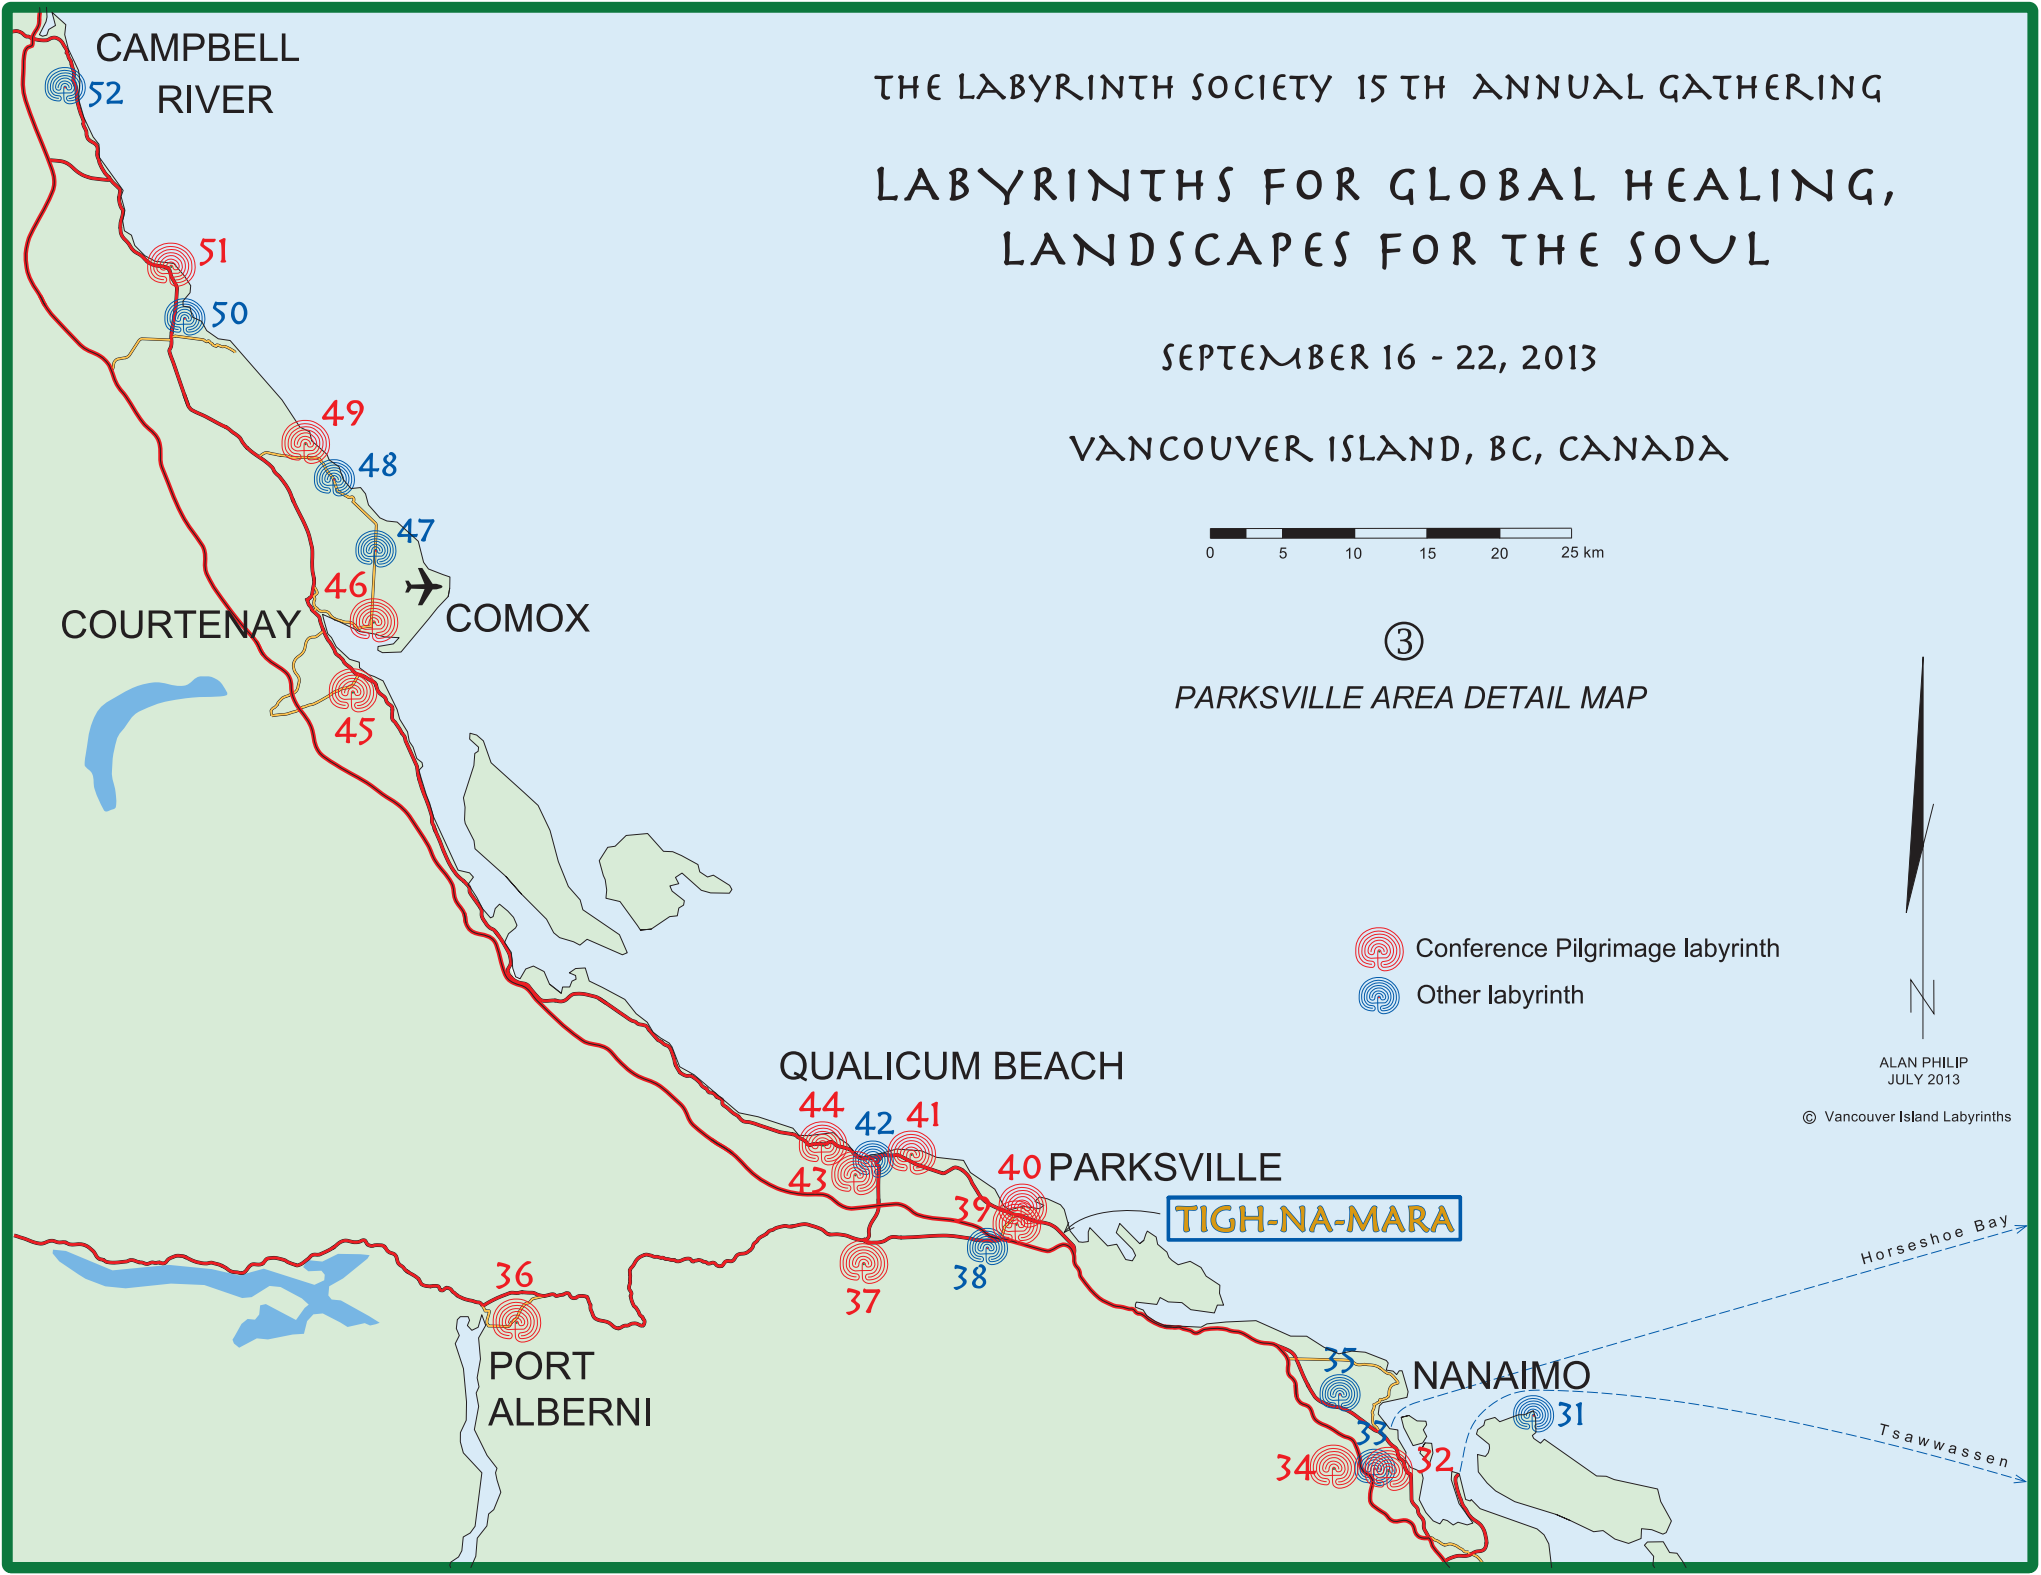 CAMPBELL
RIVER
52
THE LABYRINTH SOCIETY 15 TH ANNUAL GATHERING
LABYRINTHS FOR GLOBAL HEALING,
LANDSCAPES FOR THE SOUL
51
50
SEPTEMBER 16 - 22, 2013
49
48
VANCOUVER ISLAND, BC, CANADA
47
0 5 10 15 20 25 km
46
COURTENAY
COMOX
3
PARKSVILLE AREA DETAIL MAP
45
Conference Pilgrimage labyrinth
Other labyrinth
N
ALAN PHILIP
JULY 2013
© Vancouver Island Labyrinths
QUALICUM BEACH
44
42
41
43
40
PARKSVILLE
39
TIGH-NA-MARA
Horseshoe Bay
38
37
36
PORT
ALBERNI
35
NANAIMO
31
33
34
32
Tsawwassen